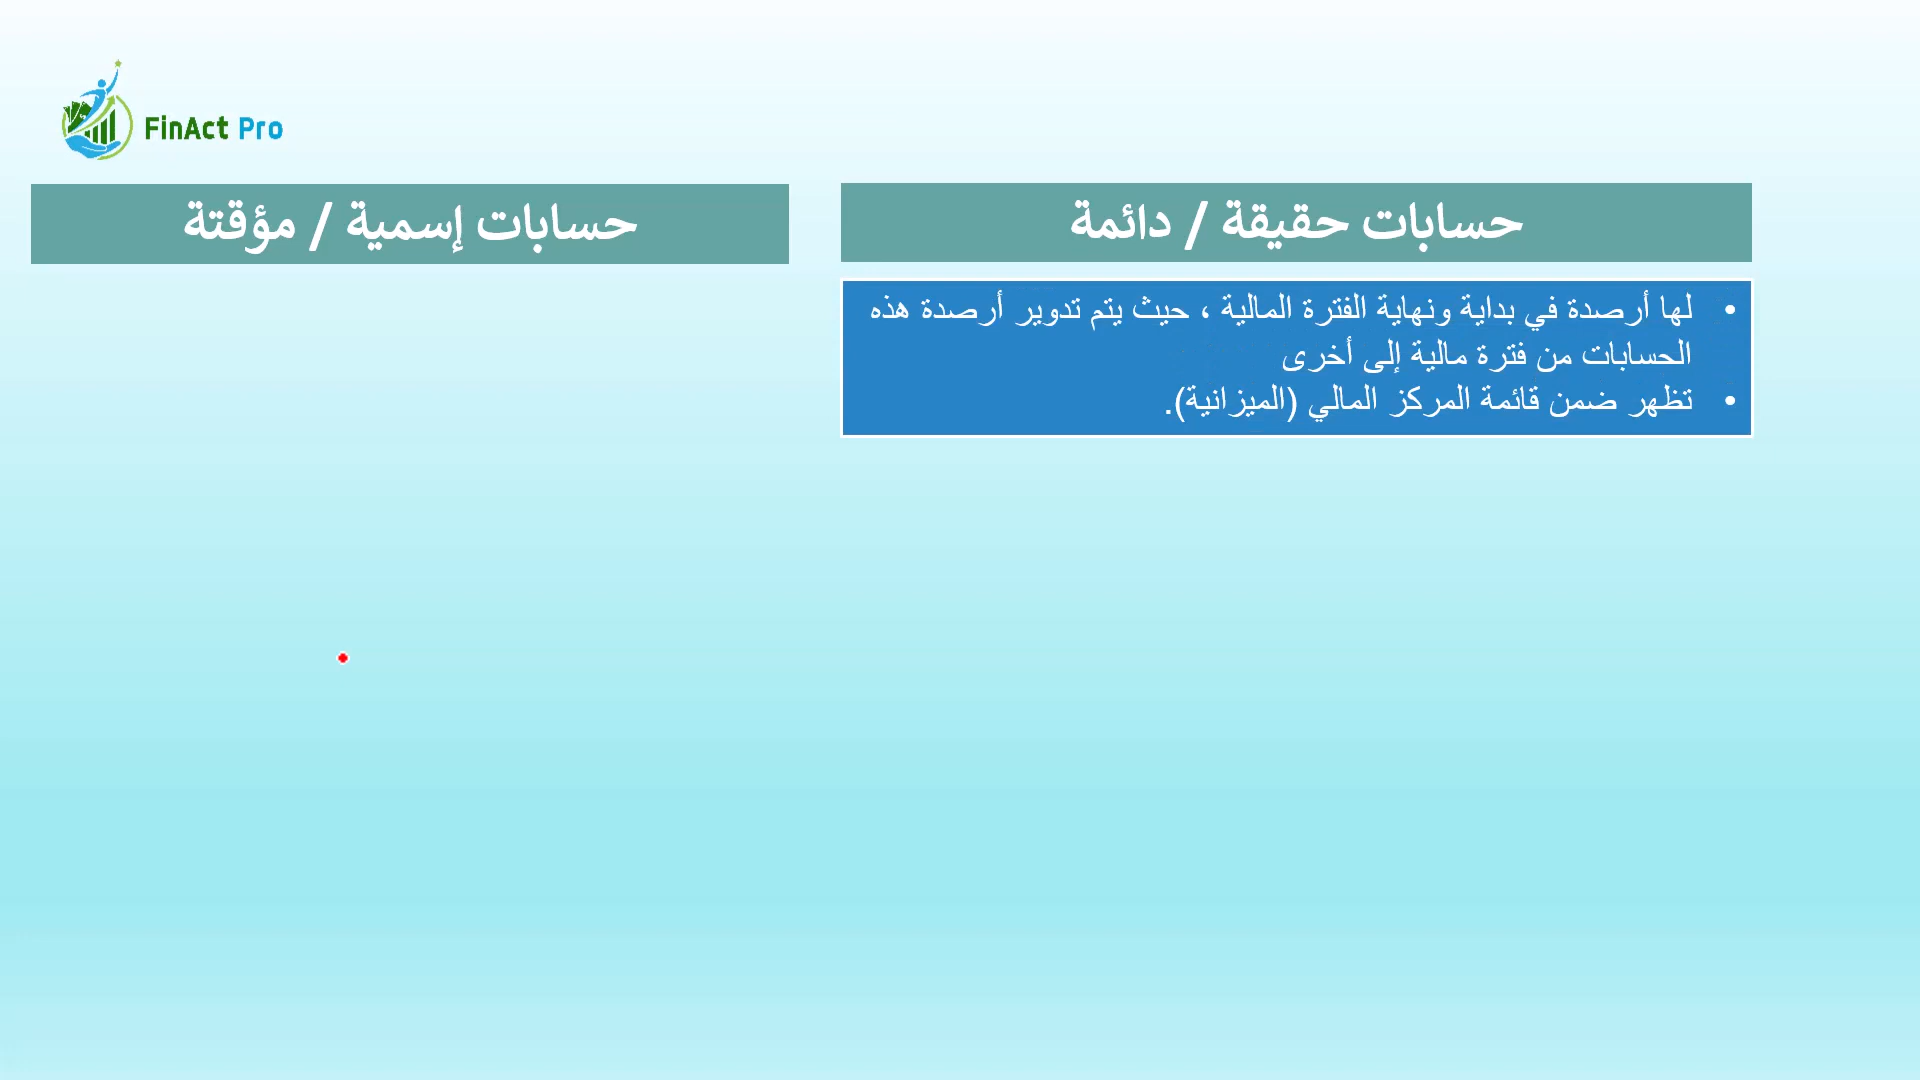 FinAct Pro
حسابات حقيقة / دائمة
حسابات إسمية / مؤقتة
• لها أرصدة في بداية ونهاية الفترة المالية ، حيث يتم تدوير أرصدة هذه
الحسابات من فترة مالية إلى أخرى
• تظهر ضمن قائمة المركز المالي (الميزانية).